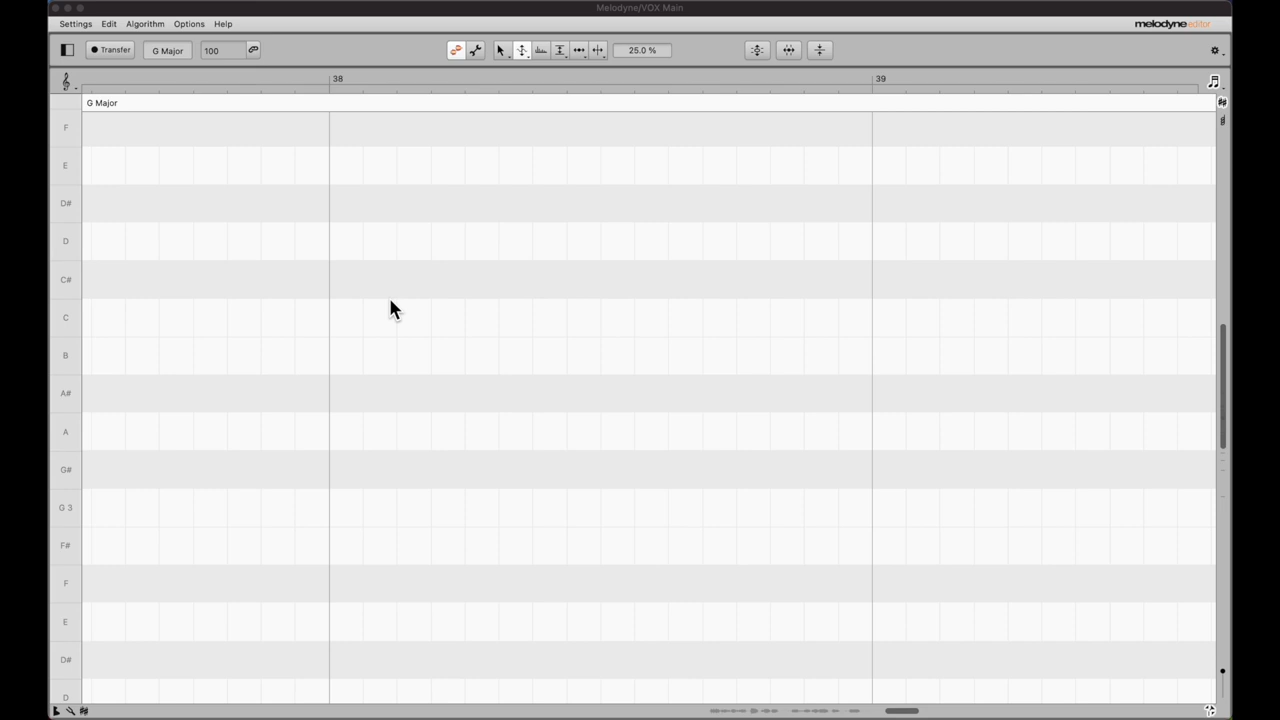 Melodyne/VOX Main
Settings Edit Algorithm Options Help
melodyne editor
Transfer G Major 100 25.0 %
38 39
G Major
F
E
D#
D
C#
C
B
A#
A
G#
G 3
F#
F
E
D#
D